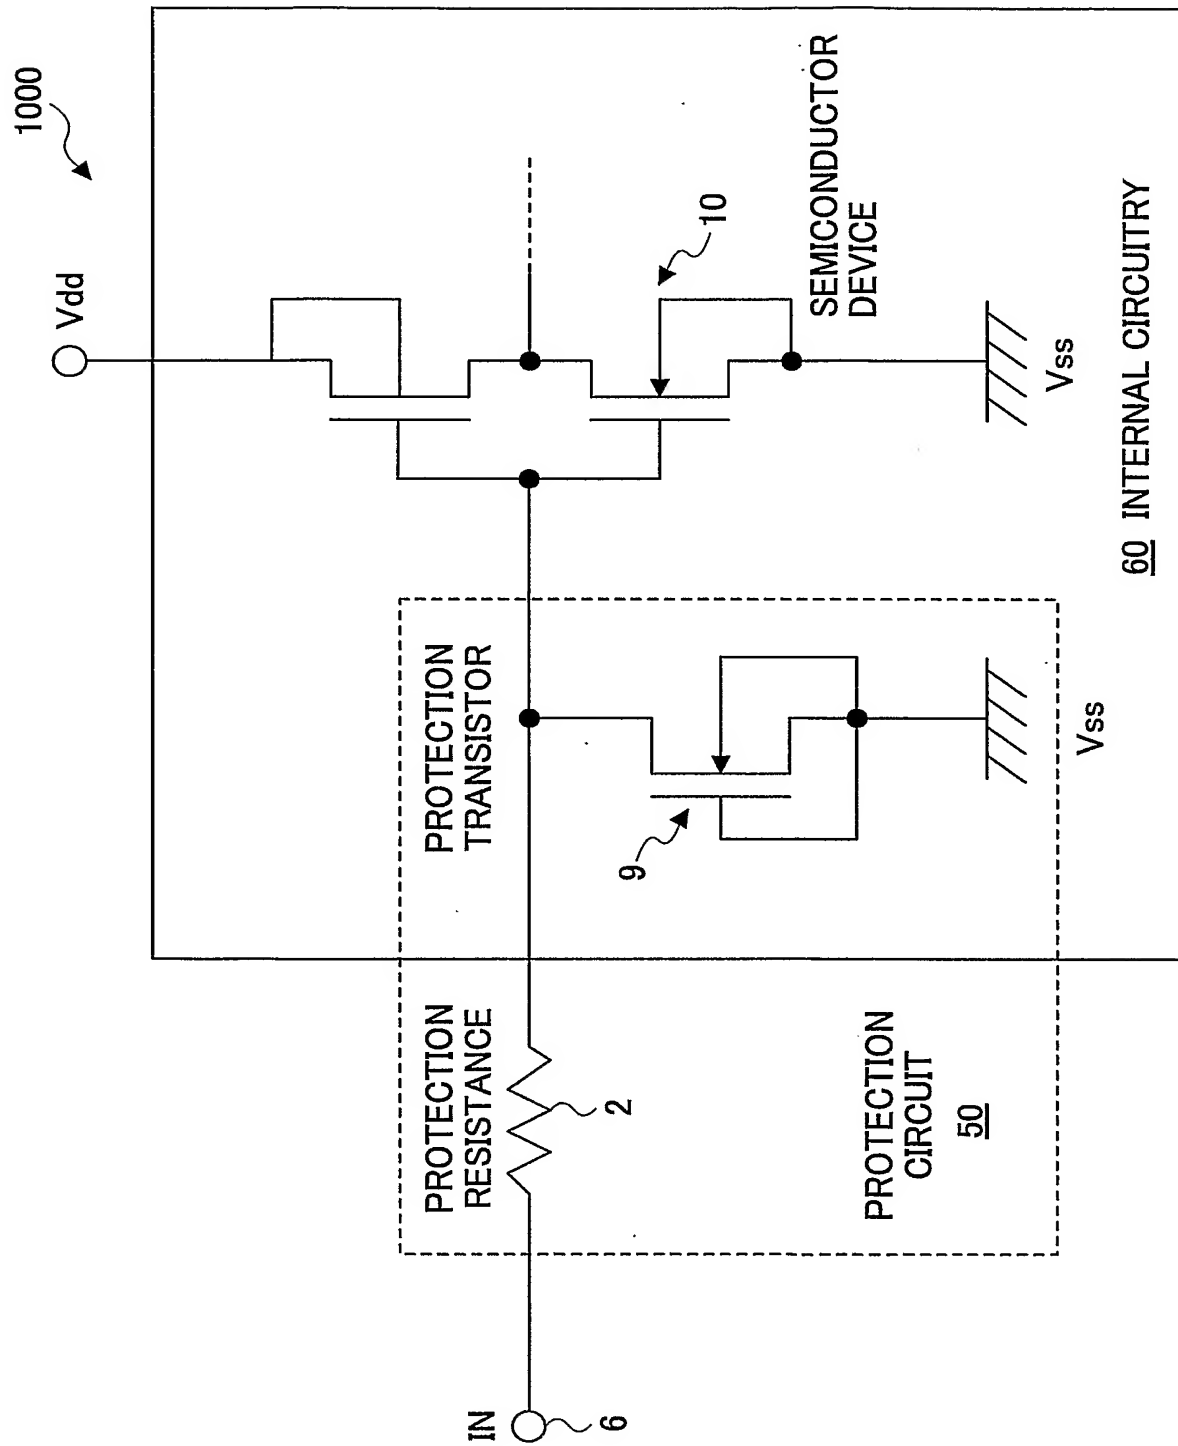 1000
Vdd
10
SEMICONDUCTOR
DEVICE
Vss
60 INTERNAL CIRCUITRY
PROTECTION
TRANSISTOR
9
Vss
PROTECTION
RESISTANCE
2
PROTECTION
CIRCUIT
50
IN
6